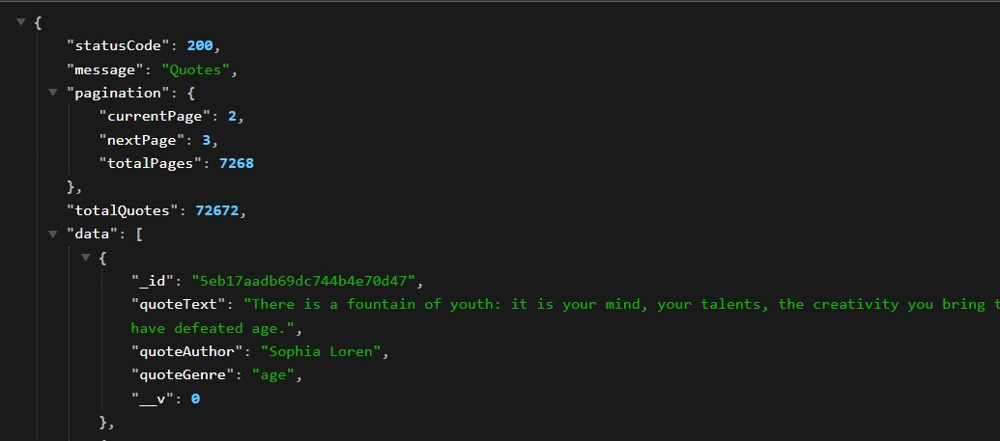 {
"statusCode": 200,
"message": "Quotes",
"pagination": {
"currentPage": 2,
"nextPage": 3,
"totalPages": 7268
},
"totalQuotes": 72672,
"data": [
{
"_id": "5eb17aadb69dc744b4e70d47",
"quoteText": "There is a fountain of youth: it is your mind, your talents, the creativity you bring
have defeated age.",
"quoteAuthor": "Sophia Loren",
"quoteGenre": "age",
"__v": 0
},